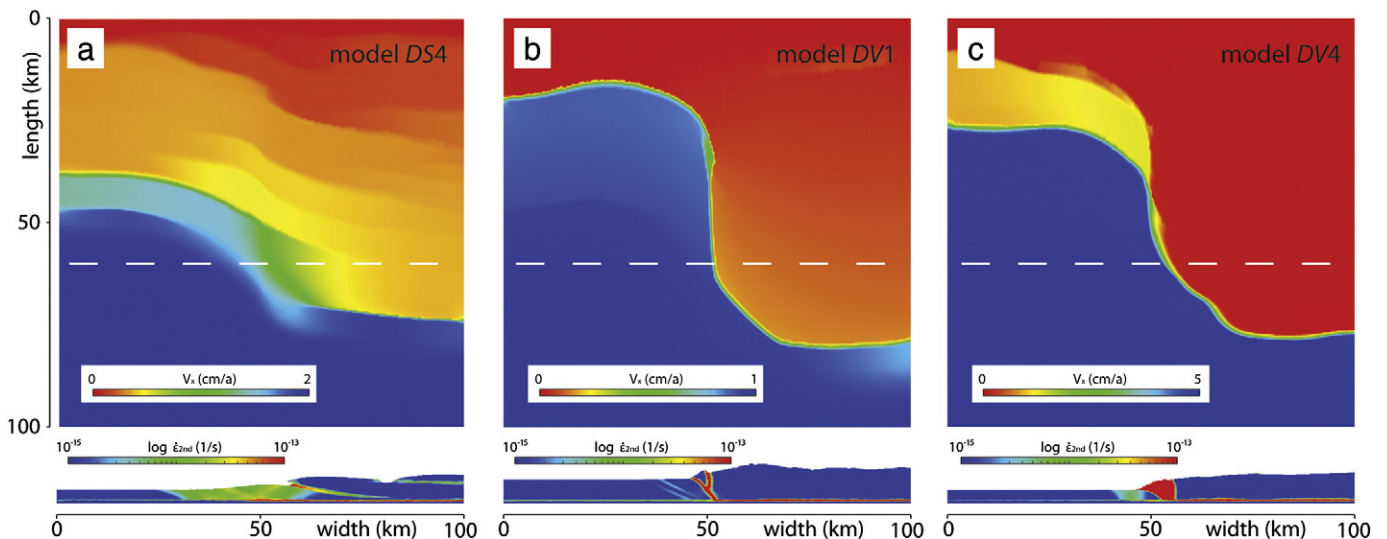 0
50
100
length (km)
a
model DS4
0 Vₓ (cm/a) 2
b
model DV1
0 Vₓ (cm/a) 1
c
model DV4
0 Vₓ (cm/a) 5
10⁻¹⁵ log ε̇₂ₙd (1/s) 10⁻¹³
10⁻¹⁵ log ε̇₂ₙd (1/s) 10⁻¹³
10⁻¹⁵ log ε̇₂ₙd (1/s) 10⁻¹³
0 50 width (km) 100
0 50 width (km) 100
0 50 width (km) 100